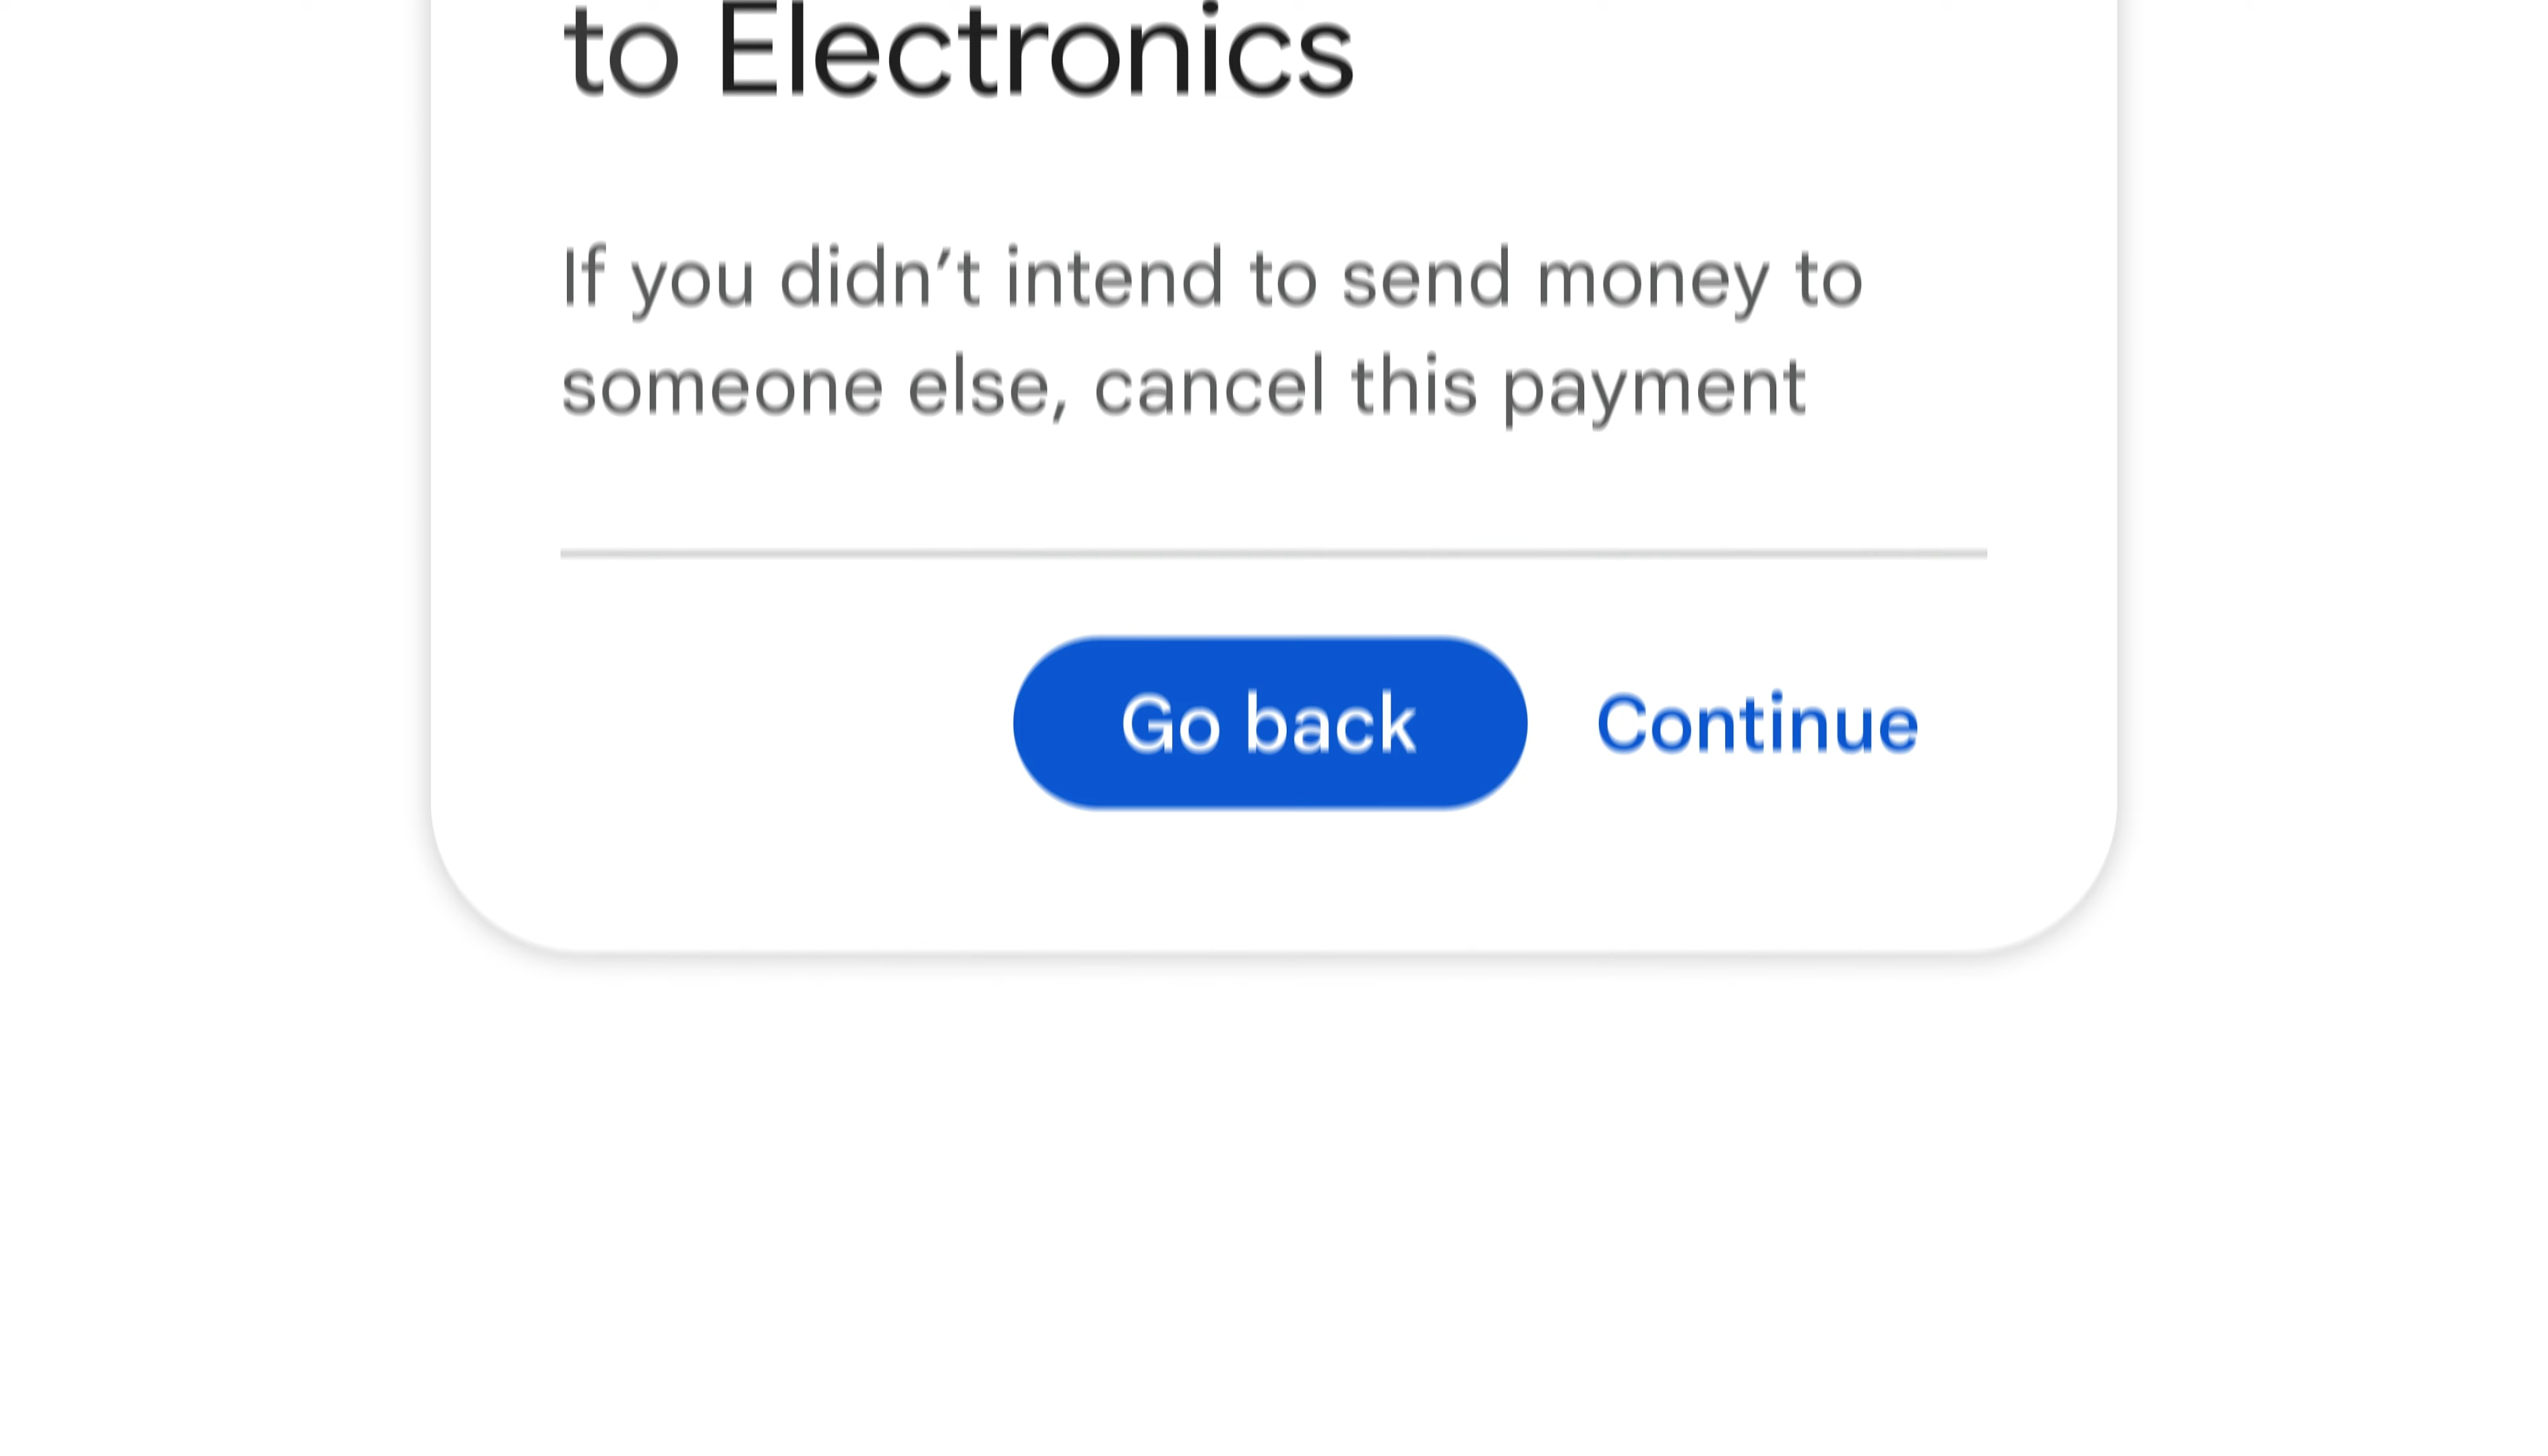 to Electronics
If you didn’t intend to send money to
someone else, cancel this payment
Go back Continue